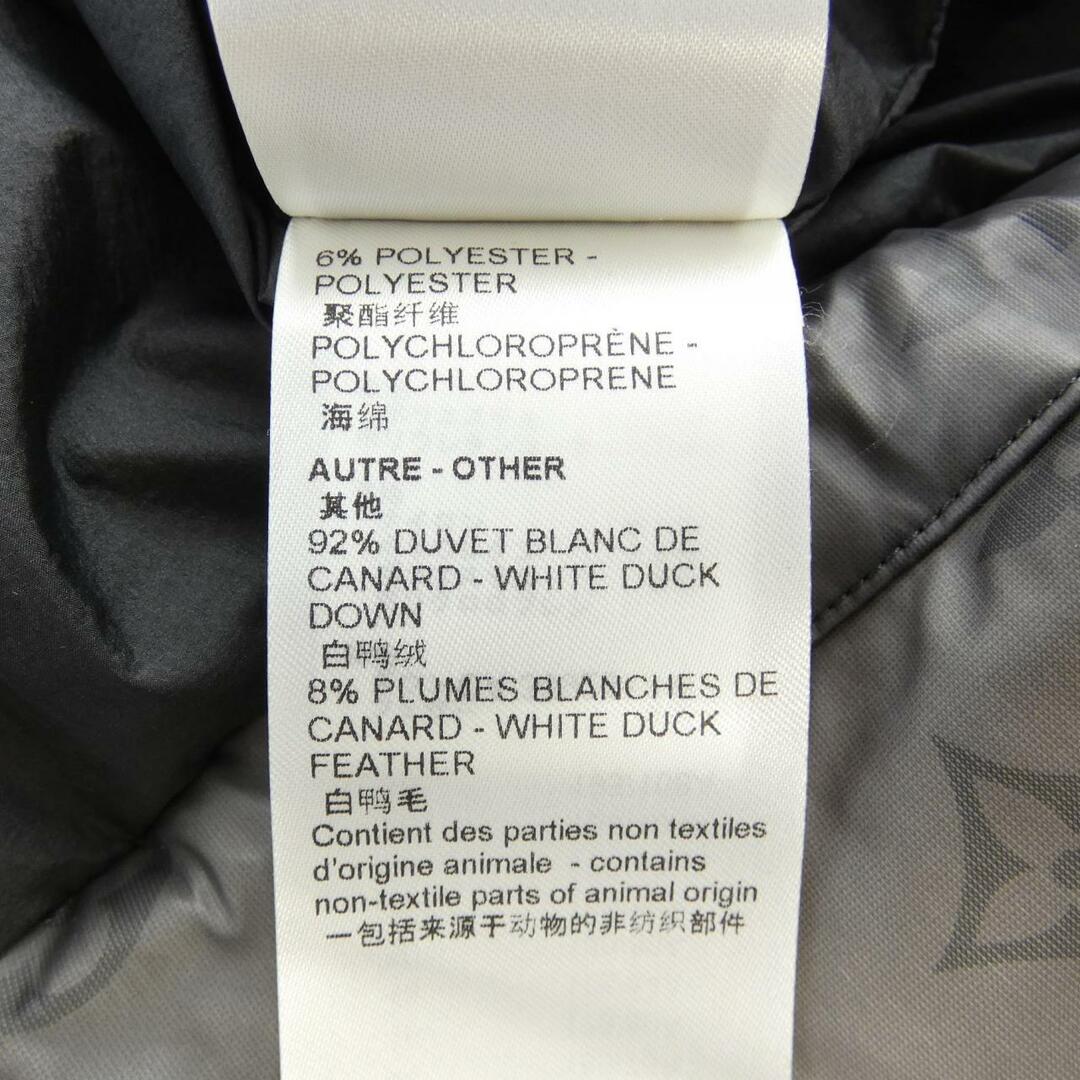 6% POLYESTER -
POLYESTER
聚酯纤维
POLYCHLOROPRÈNE -
POLYCHLOROPRENE
海绵
AUTRE - OTHER
其他
92% DUVET BLANC DE
CANARD - WHITE DUCK
DOWN
白鸭绒
8% PLUMES BLANCHES DE
CANARD - WHITE DUCK
FEATHER
白鸭毛
Contient des parties non textiles
d'origine animale - contains
non-textile parts of animal origin
一包括来源于动物的非纺织部件